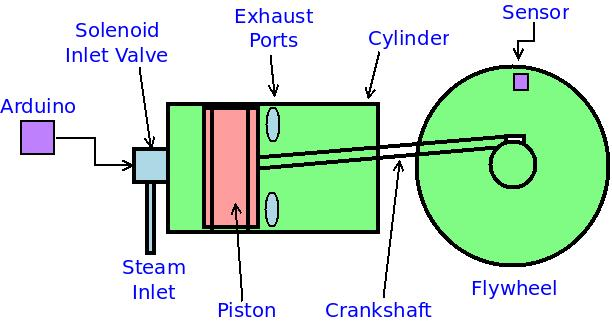 Solenoid
Inlet Valve
Exhaust
Ports
Cylinder
Sensor
Arduino
Steam
Inlet
Piston
Crankshaft
Flywheel